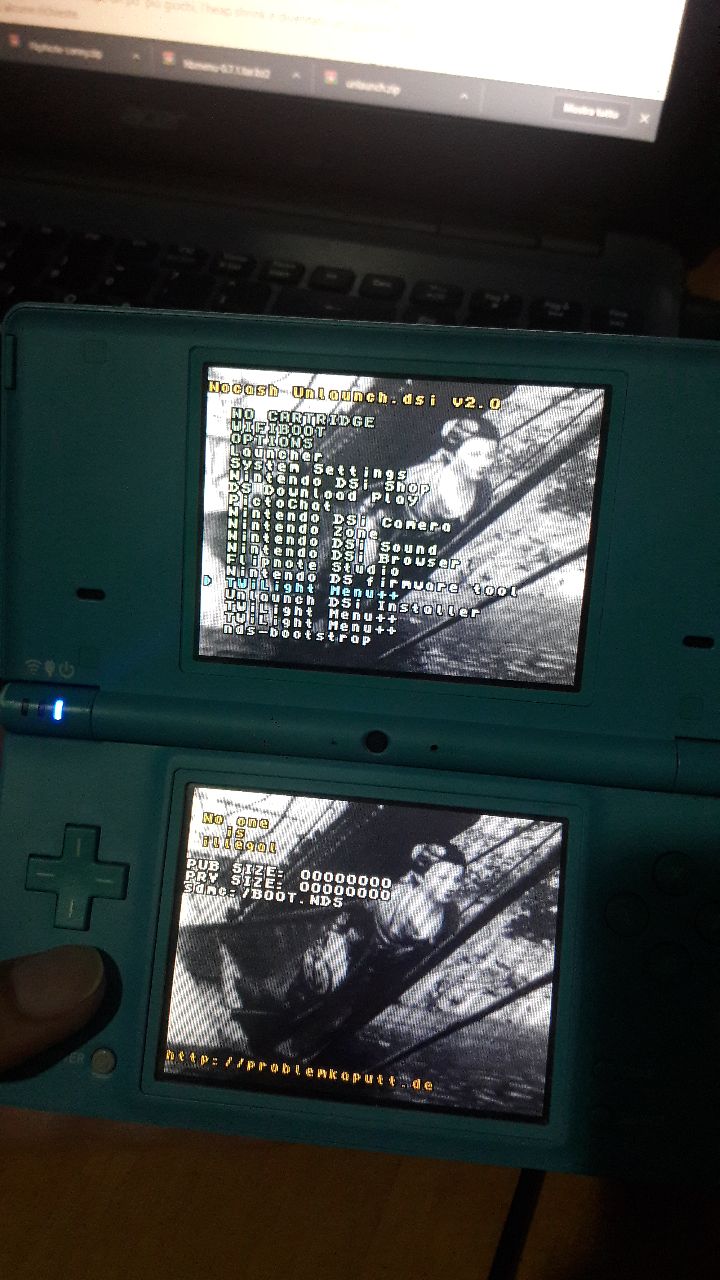 unlaunch.zip
Mostra tutto
acer
Nocash Unlaunch.dsi v2.0
NO CARTRIDGE
WIFIBOOT
OPTIONS
Launcher
System Settings
Nintendo DSi Shop
DS Download Play
PictoChat
Nintendo DSi Camera
Nintendo Zone
Nintendo DSi Sound
Nintendo DSi Browser
Flipnote Studio
Nintendo DS firmware tool
TWiLight Menu++
Unlaunch DSi Installer
TWiLight Menu++
TWiLight Menu++
nds-bootstrap
No one
is
illegal
PUB SIZE: 00000000
PRV SIZE: 00000000
sdmc:/BOOT.NDS
http://problemkaputt.de